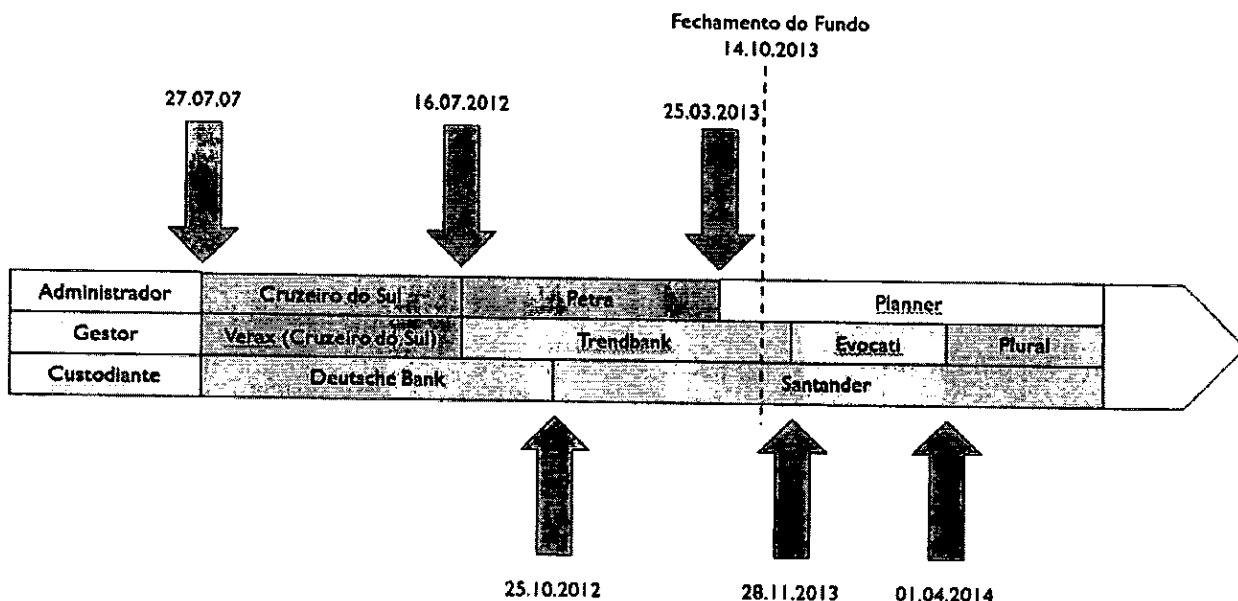 Fechamento do Fundo
14.10.2013
27.07.07
16.07.2012
25.03.2013
Administrador
Cruzeiro do Sul
Petra
Planner
Gestor
Verax (Cruzeiro do Sul)
Trendbank
Evocati
Plural
Custodiante
Deutsche Bank
Santander
25.10.2012
28.11.2013
01.04.2014